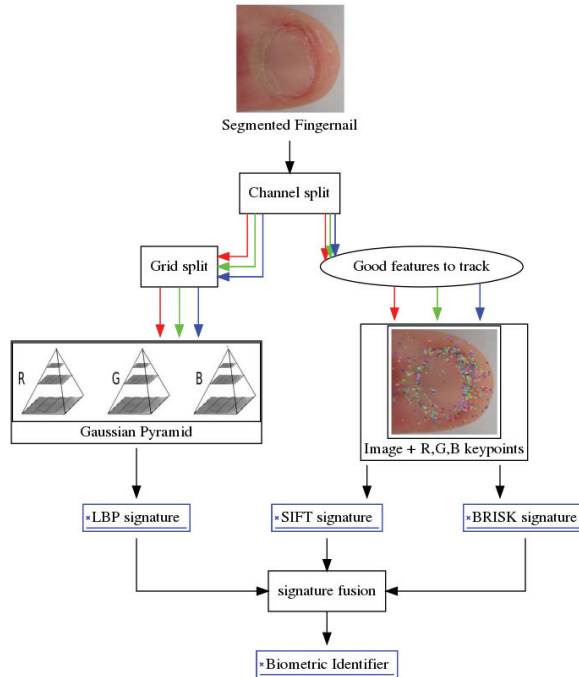 Segmented Fingernail
Channel split
Grid split
Good features to track
R
G
B
Gaussian Pyramid
Image + R,G,B keypoints
LBP signature
SIFT signature
BRISK signature
signature fusion
Biometric Identifier